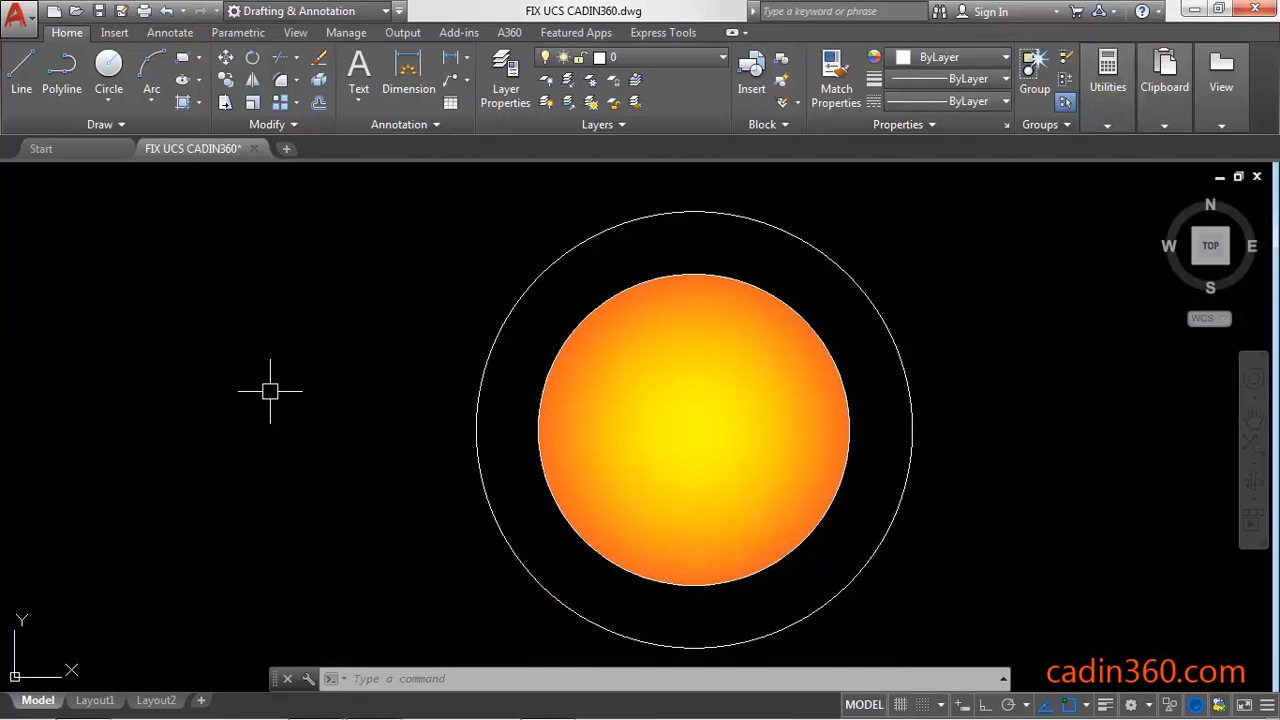 Drafting & Annotation
FIX UCS CADIN360.dwg
Type a keyword or phrase
Sign In
Home
Insert
Annotate
Parametric
View
Manage
Output
Add-ins
A360
Featured Apps
Express Tools
Line
Polyline
Circle
Arc
Text
Dimension
Layer
Properties
0
Insert
Match
Properties
ByLayer
ByLayer
ByLayer
Group
Utilities
Clipboard
View
Draw
Modify
Annotation
Layers
Block
Properties
Groups
Start
FIX UCS CADIN360*
N
W
TOP
E
S
WCS
Y
X
Type a command
cadin360.com
Model
Layout1
Layout2
MODEL